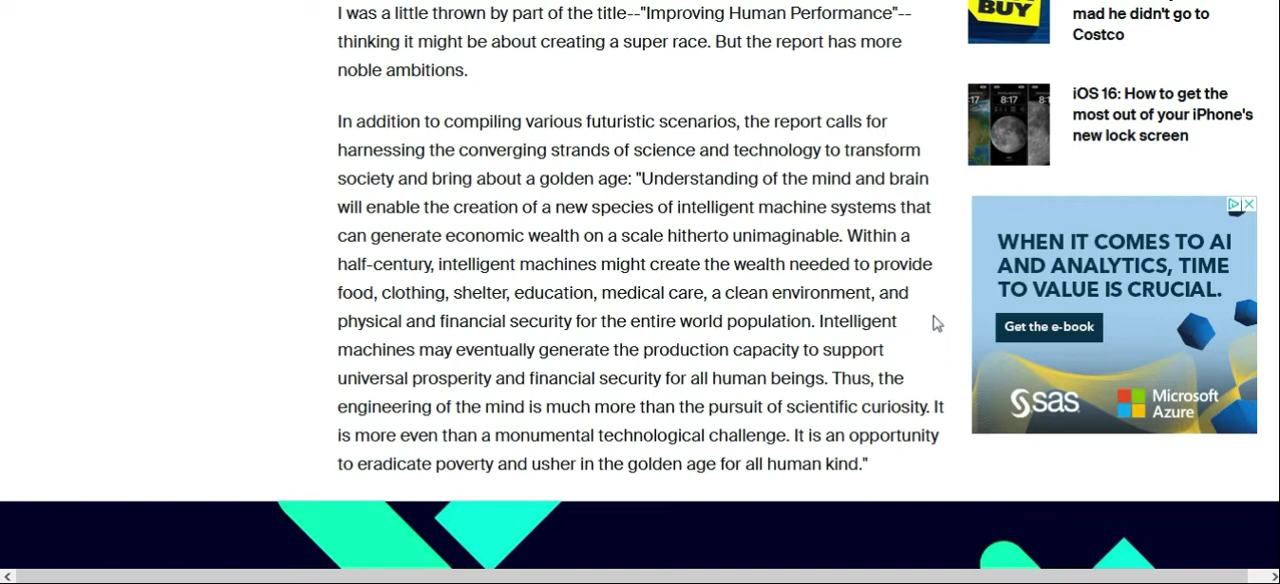 I was a little thrown by part of the title--"Improving Human Performance"--
thinking it might be about creating a super race. But the report has more
noble ambitions.
In addition to compiling various futuristic scenarios, the report calls for
harnessing the converging strands of science and technology to transform
society and bring about a golden age: "Understanding of the mind and brain
will enable the creation of a new species of intelligent machine systems that
can generate economic wealth on a scale hitherto unimaginable. Within a
half-century, intelligent machines might create the wealth needed to provide
food, clothing, shelter, education, medical care, a clean environment, and
physical and financial security for the entire world population. Intelligent
machines may eventually generate the production capacity to support
universal prosperity and financial security for all human beings. Thus, the
engineering of the mind is much more than the pursuit of scientific curiosity. It
is more even than a monumental technological challenge. It is an opportunity
to eradicate poverty and usher in the golden age for all human kind."
BUY
mad he didn't go to
Costco
:17 8:17 8:1
iOS 16: How to get the
most out of your iPhone's
new lock screen
WHEN IT COMES TO AI
AND ANALYTICS, TIME
TO VALUE IS CRUCIAL.
Get the e-book
sas
Microsoft
Azure